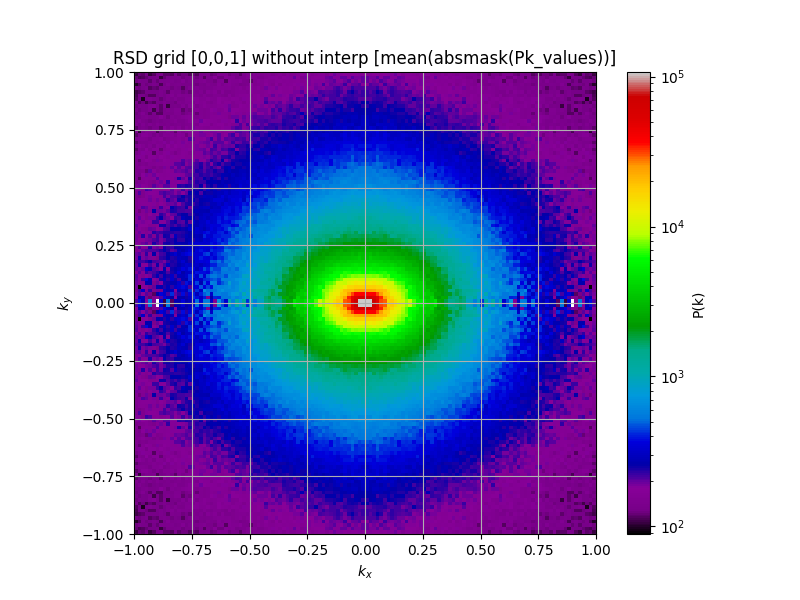 RSD grid [0,0,1] without interp [mean(absmask(Pk_values))]
1.00
0.75
0.50
0.25
0.00
−0.25
−0.50
−0.75
−1.00
k_y
−1.00 −0.75 −0.50 −0.25 0.00 0.25 0.50 0.75 1.00
k_x
10^5
10^4
10^3
10^2
P(k)